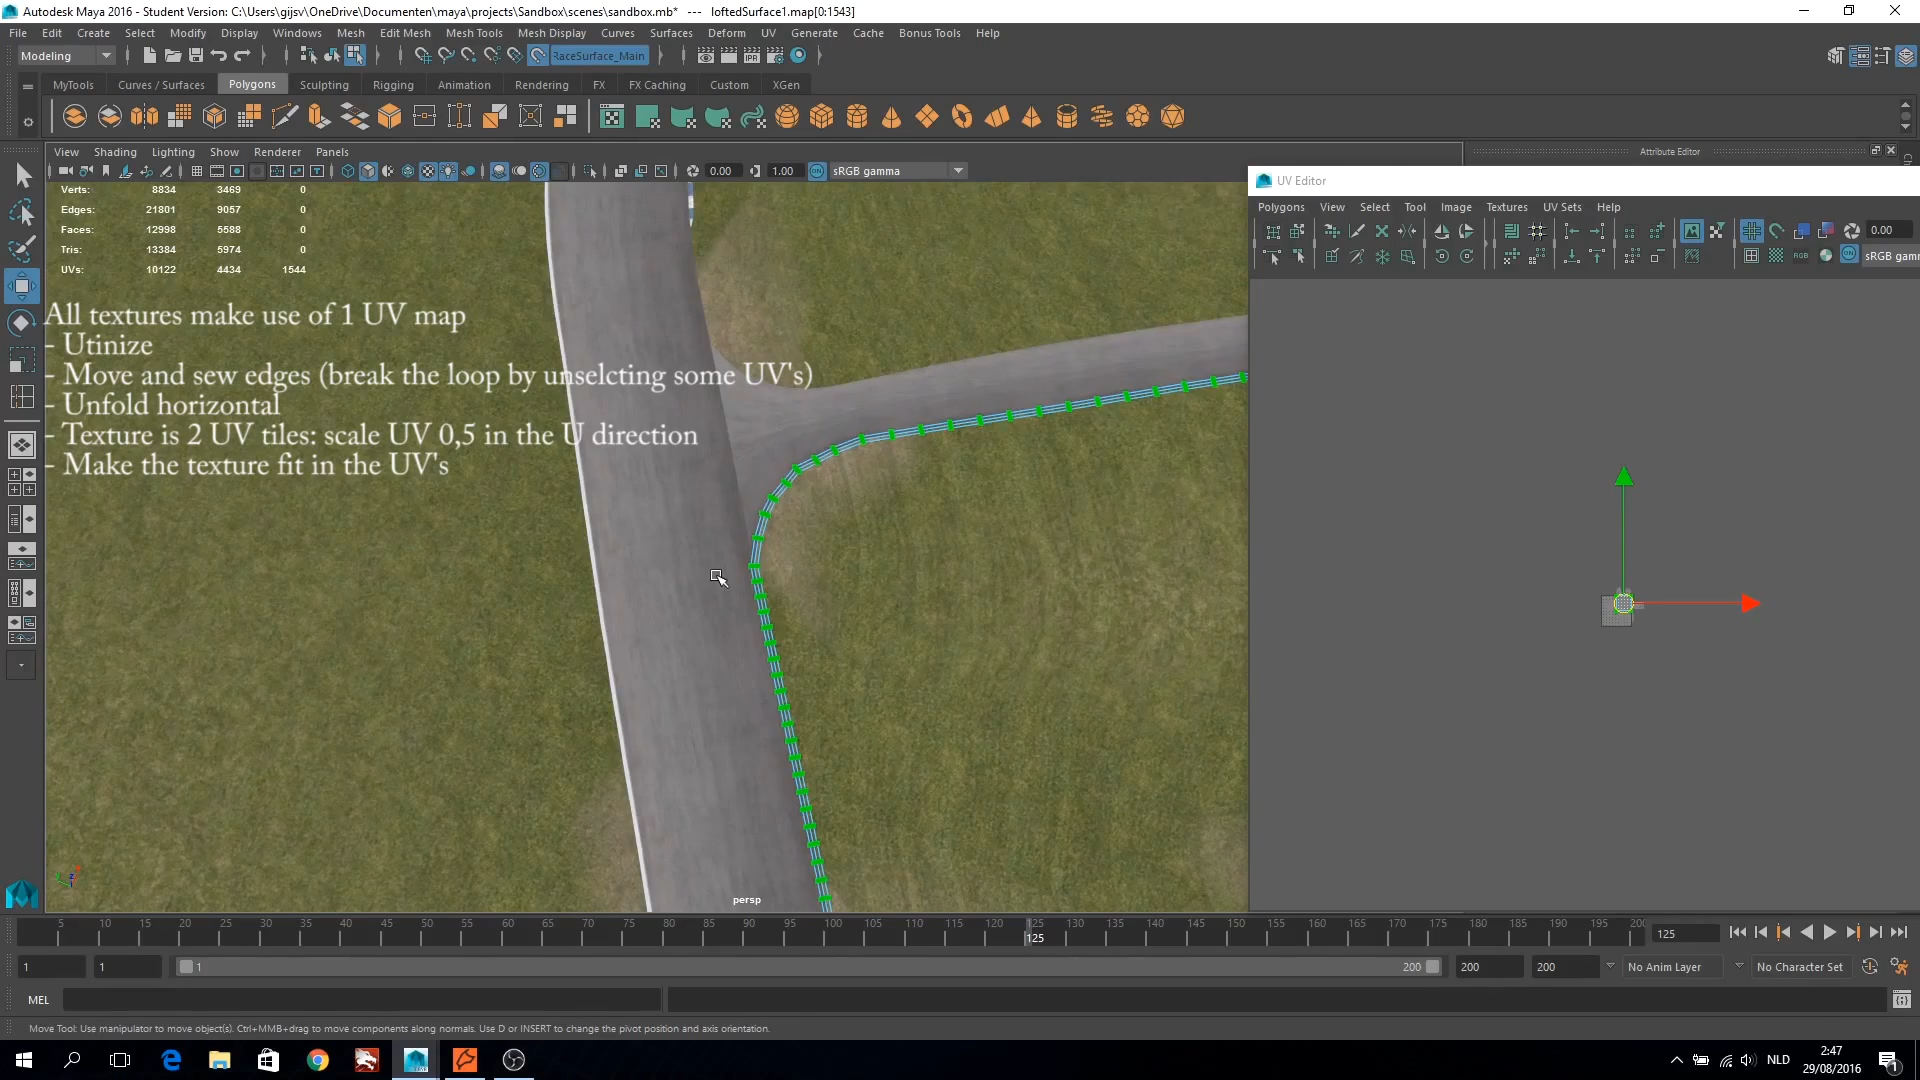 Autodesk Maya 2016 - Student Version: C:\Users\gijsv\OneDrive\Documenten\maya\projects\Sandbox\scenes\sandbox.mb* --- loftedSurface1.map[0:1543]
File Edit Create Select Modify Display Windows Mesh Edit Mesh Mesh Tools Mesh Display Curves Surfaces Deform UV Generate Cache Bonus Tools Help
Modeling RaceSurface_Main
MyTools Curves / Surfaces Polygons Sculpting Rigging Animation Rendering FX FX Caching Custom XGen
View Shading Lighting Show Renderer Panels
Attribute Editor
0.00 1.00 sRGB gamma
UV Editor
Polygons View Select Tool Image Textures UV Sets Help
0.00
sRGB gamm
Verts: 8834 3469 0
Edges: 21801 9057 0
Faces: 12998 5588 0
Tris: 13384 5974 0
UVs: 10122 4434 1544
All textures make use of 1 UV map
- Utinize
- Move and sew edges (break the loop by unselcting some UV's)
- Unfold horizontal
- Texture is 2 UV tiles: scale UV 0,5 in the U direction
- Make the texture fit in the UV's
persp
5 10 15 20 25 30 35 40 45 50 55 60 65 70 75 80 85 90 95 100 105 110 115 120 125 130 135 140 145 150 155 160 165 170 175 180 185 190 195 200
125
125
1 1 1 200 200 200 No Anim Layer No Character Set
MEL
Move Tool: Use manipulator to move object(s). Ctrl+MMB+drag to move components along normals. Use D or INSERT to change the pivot position and axis orientation.
NLD
2:47
29/08/2016
1